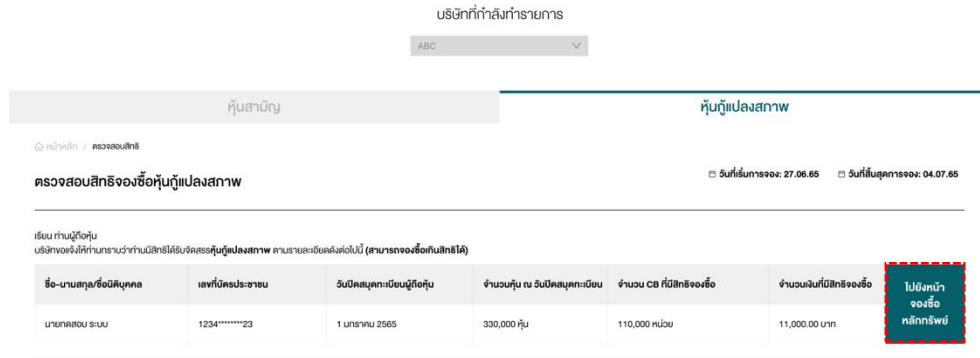 บริษัทที่กำลังทำรายการ
ABC
หุ้นสามัญ
หุ้นกู้แปลงสภาพ
หน้าหลัก / ตรวจสอบสิทธิ
ตรวจสอบสิทธิจองซื้อหุ้นกู้แปลงสภาพ
วันที่เริ่มการจอง: 27.06.65 วันที่สิ้นสุดการจอง: 04.07.65
เรียน ท่านผู้ถือหุ้น
บริษัทขอแจ้งให้ท่านทราบว่าท่านมีสิทธิได้รับจัดสรรหุ้นกู้แปลงสภาพ ตามรายละเอียดดังต่อไปนี้ (สามารถจองซื้อเกินสิทธิได้)
ชื่อ-นามสกุล/ชื่อนิติบุคคล เลขที่บัตรประชาชน วันปิดสมุดทะเบียนผู้ถือหุ้น จำนวนหุ้น ณ วันปิดสมุดทะเบียน จำนวน CB ที่มีสิทธิจองซื้อ จำนวนเงินที่มีสิทธิจองซื้อ
นายทดสอบ ระบบ 1234********23 1 มกราคม 2565 330,000 หุ้น 110,000 หน่วย 11,000.00 บาท
ไปยังหน้า
จองซื้อ
หลักทรัพย์